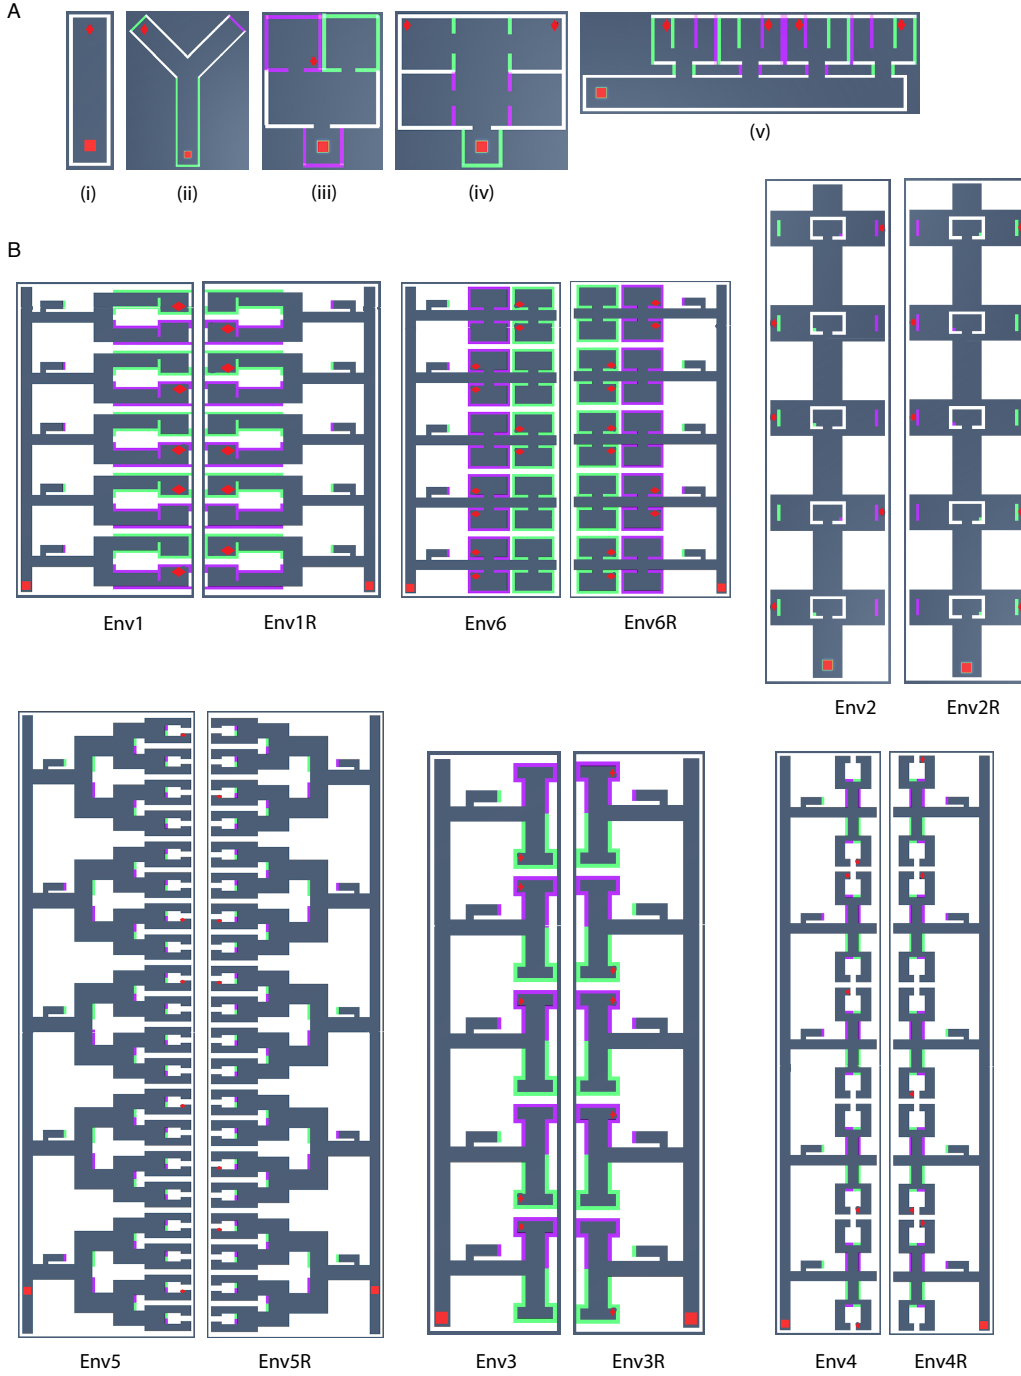 A
(i)
(ii)
(iii)
(iv)
(v)
B
Env1
Env1R
Env6
Env6R
Env2
Env2R
Env5
Env5R
Env3
Env3R
Env4
Env4R